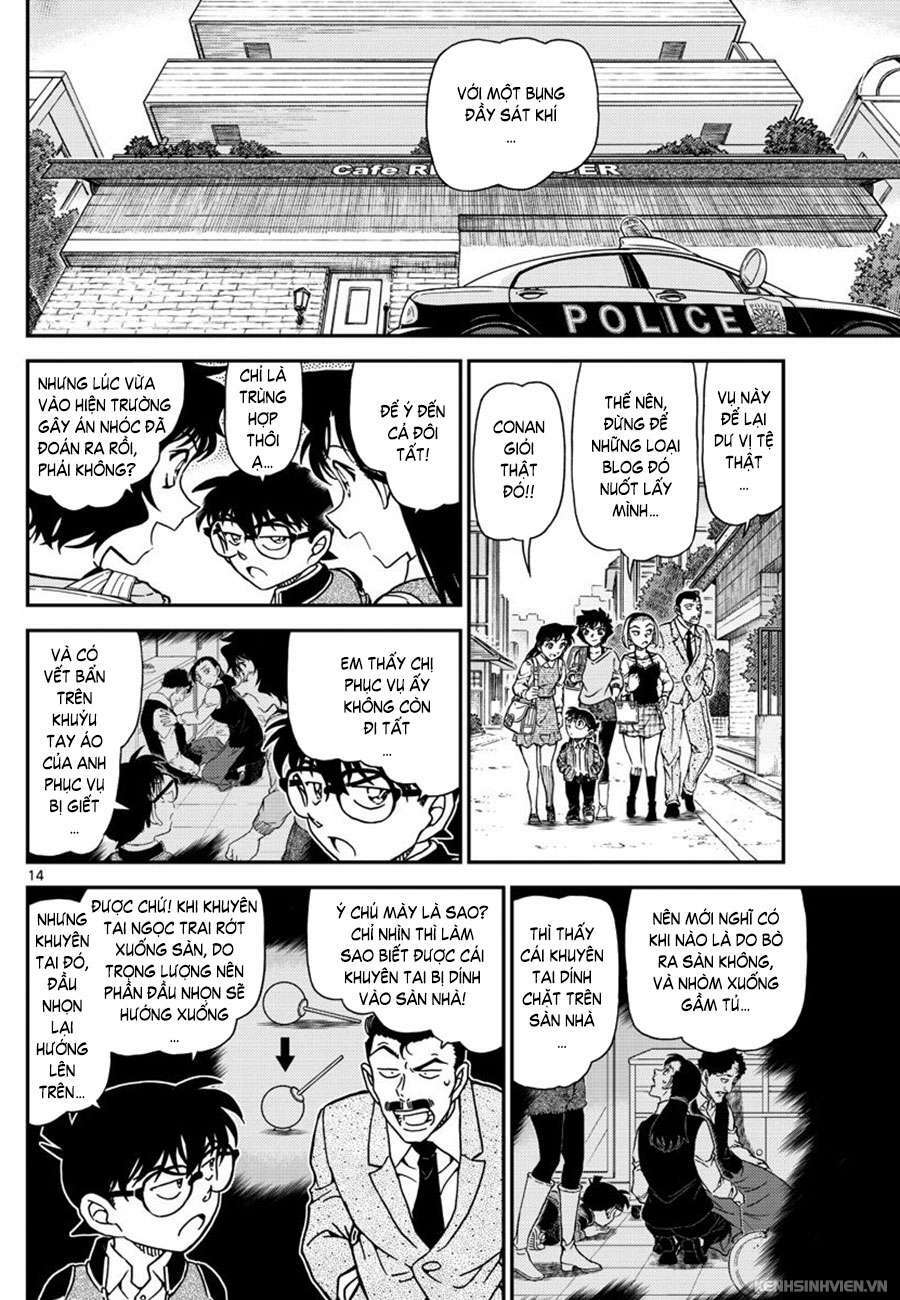 VỚI MỘT BỤNG
ĐẦY SÁT KHÍ
...
Cafe
POLICE
VỤ NÀY
ĐỂ LẠI
DƯ VỊ TỆ
THẬT
...
THẾ NÊN,
ĐỪNG ĐỂ
NHỮNG LOẠI
BLOG ĐÓ
NUỐT LẤY
MÌNH...
CONAN
GIỎI
THẬT
ĐÓ!!
ĐỂ Ý ĐẾN
CẢ ĐÔI
TẤT!
CHỈ LÀ
TRÙNG
HỢP
THÔI
Ạ...
NHƯNG LÚC VỪA
VÀO HIỆN TRƯỜNG
GÂY ÁN NHÓC ĐÃ
ĐOÁN RA RỒI,
PHẢI KHÔNG?
EM THẤY CHỊ
PHỤC VỤ ẤY
KHÔNG CÒN
ĐI TẤT
...
VÀ CÓ
VẾT BẨN
TRÊN
KHUỶU
TAY ÁO
CỦA ANH
PHỤC VỤ
BỊ GIẾT
...
14
NÊN MỚI NGHĨ CÓ
KHI NÀO LÀ DO BÒ
RA SÀN KHÔNG,
VÀ NHÒM XUỐNG
GẦM TỦ...
THÌ THẤY
CÁI KHUYÊN
TAI DÍNH
CHẶT TRÊN
SÀN NHÀ
...
Ý CHÚ MÀY LÀ SAO?
CHỈ NHÌN THÌ LÀM
SAO BIẾT ĐƯỢC CÁI
KHUYÊN TAI BỊ DÍNH
VÀO SÀN NHÀ!
ĐƯỢC CHỨ! KHI KHUYÊN
TAI NGỌC TRAI RỚT
XUỐNG SÀN, DO
TRỌNG LƯỢNG NÊN
PHẦN ĐẦU NHỌN SẼ
HƯỚNG XUỐNG
...
NHƯNG
KHUYÊN
TAI ĐÓ,
ĐẦU
NHỌN
LẠI
HƯỚNG
LÊN
TRÊN...
KENHSINHVIEN.VN